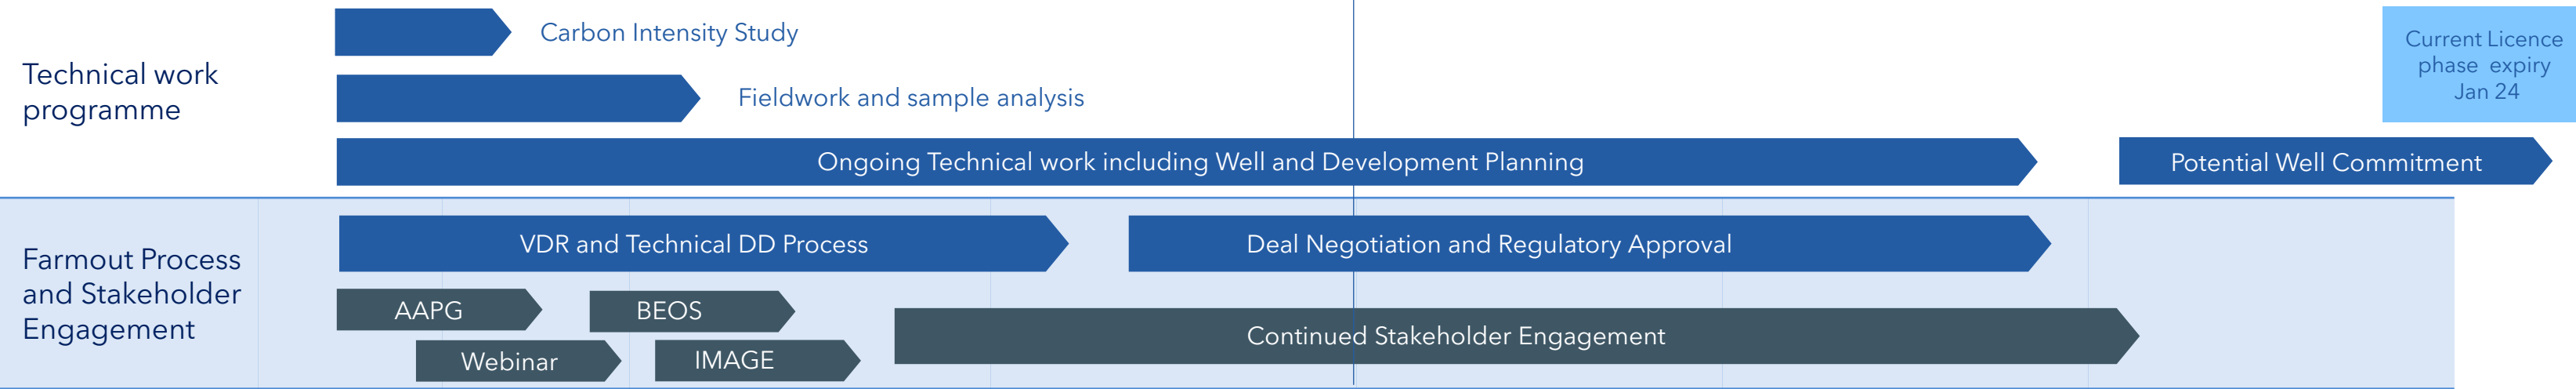 Technical work
programme
Carbon Intensity Study
Fieldwork and sample analysis
Ongoing Technical work including Well and Development Planning
Current Licence
phase expiry
Jan 24
Potential Well Commitment
Farmout Process
and Stakeholder
Engagement
VDR and Technical DD Process
Deal Negotiation and Regulatory Approval
AAPG
BEOS
Webinar
IMAGE
Continued Stakeholder Engagement